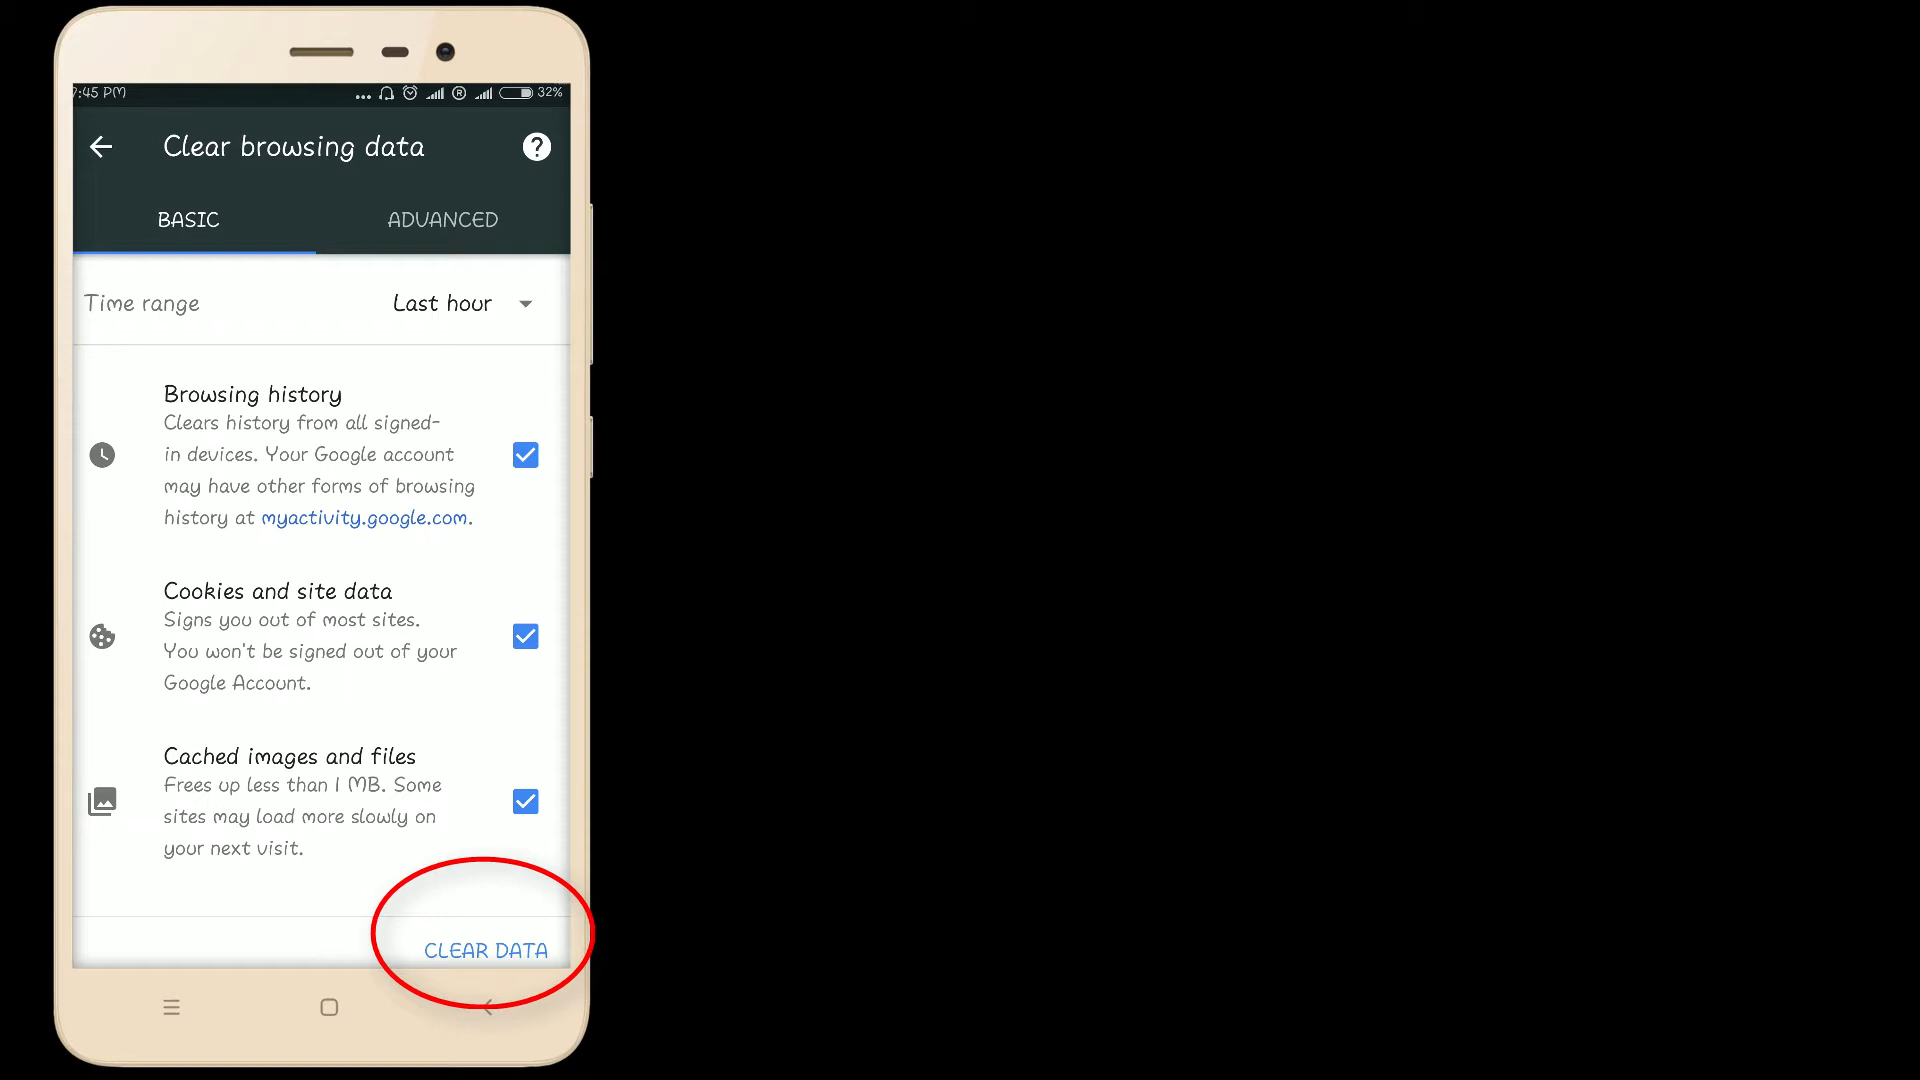 7:45 PM
32%
Clear browsing data
BASIC
ADVANCED
Time range
Last hour
Browsing history
Clears history from all signed-
in devices. Your Google account
may have other forms of browsing
history at myactivity.google.com.
Cookies and site data
Signs you out of most sites.
You won't be signed out of your
Google Account.
Cached images and files
Frees up less than 1 MB. Some
sites may load more slowly on
your next visit.
CLEAR DATA